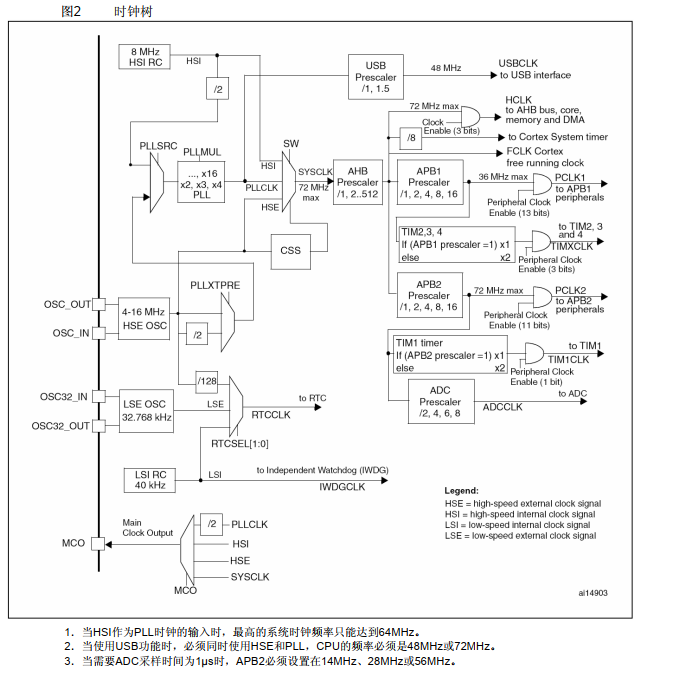 图2 时钟树
8 MHz
HSI RC
HSI
/2
USB
Prescaler
/1, 1.5
48 MHz
USBCLK
to USB interface
HCLK
to AHB bus, core,
memory and DMA
72 MHz max
Clock
Enable (3 bits)
/8
to Cortex System timer
FCLK Cortex
free running clock
PLLSRC
PLLMUL
..., x16
x2, x3, x4
PLL
SW
HSI
PLLCLK
HSE
SYSCLK
72 MHz
max
AHB
Prescaler
/1, 2..512
APB1
Prescaler
/1, 2, 4, 8, 16
36 MHz max
PCLK1
to APB1
peripherals
Peripheral Clock
Enable (13 bits)
CSS
TIM2,3, 4
If (APB1 prescaler =1) x1
else x2
to TIM2, 3
and 4
TIMXCLK
Peripheral Clock
Enable (3 bits)
PLLXTPRE
OSC_OUT
OSC_IN
4-16 MHz
HSE OSC
/2
APB2
Prescaler
/1, 2, 4, 8, 16
72 MHz max
PCLK2
to APB2
peripherals
Peripheral Clock
Enable (11 bits)
TIM1 timer
If (APB2 prescaler =1) x1
else x2
to TIM1
TIM1CLK
Peripheral Clock
Enable (1 bit)
/128
OSC32_IN
OSC32_OUT
LSE OSC
32.768 kHz
LSE
to RTC
RTCCLK
RTCSEL[1:0]
ADC
Prescaler
/2, 4, 6, 8
to ADC
ADCCLK
LSI RC
40 kHz
LSI
to Independent Watchdog (IWDG)
IWDGCLK
Legend:
HSE = high-speed external clock signal
HSI = high-speed internal clock signal
LSI = low-speed internal clock signal
LSE = low-speed external clock signal
MCO
Main
Clock Output
/2
PLLCLK
HSI
HSE
SYSCLK
MCO
ai14903
1. 当HSI作为PLL时钟的输入时，最高的系统时钟频率只能达到64MHz。
2. 当使用USB功能时，必须同时使用HSE和PLL，CPU的频率必须是48MHz或72MHz。
3. 当需要ADC采样时间为1μs时，APB2必须设置在14MHz、28MHz或56MHz。